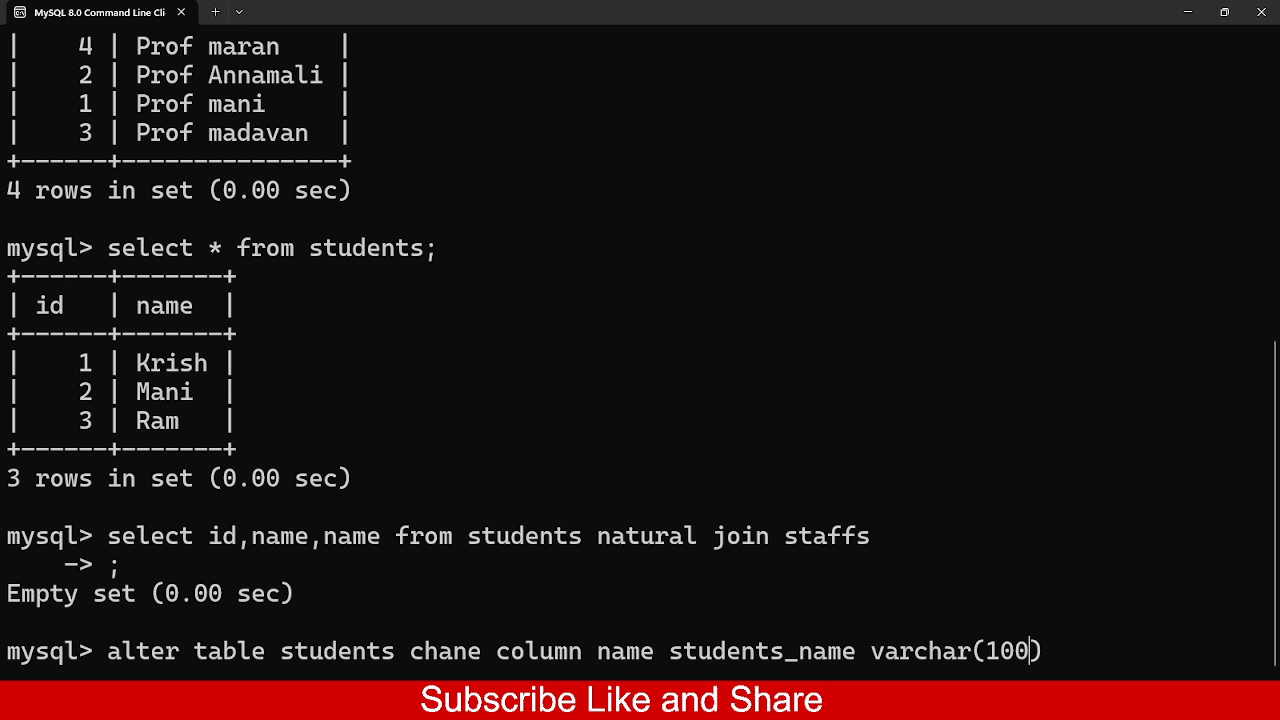 MySQL 8.0 Command Line Cli
|    4 | Prof maran    |
|    2 | Prof Annamali |
|    1 | Prof mani     |
|    3 | Prof madavan  |
+------+---------------+
4 rows in set (0.00 sec)
mysql> select * from students;
+------+-------+
| id   | name  |
+------+-------+
|    1 | Krish |
|    2 | Mani  |
|    3 | Ram   |
+------+-------+
3 rows in set (0.00 sec)
mysql> select id,name,name from students natural join staffs
    -> ;
Empty set (0.00 sec)
mysql> alter table students chane column name students_name varchar(100)
Subscribe Like and Share